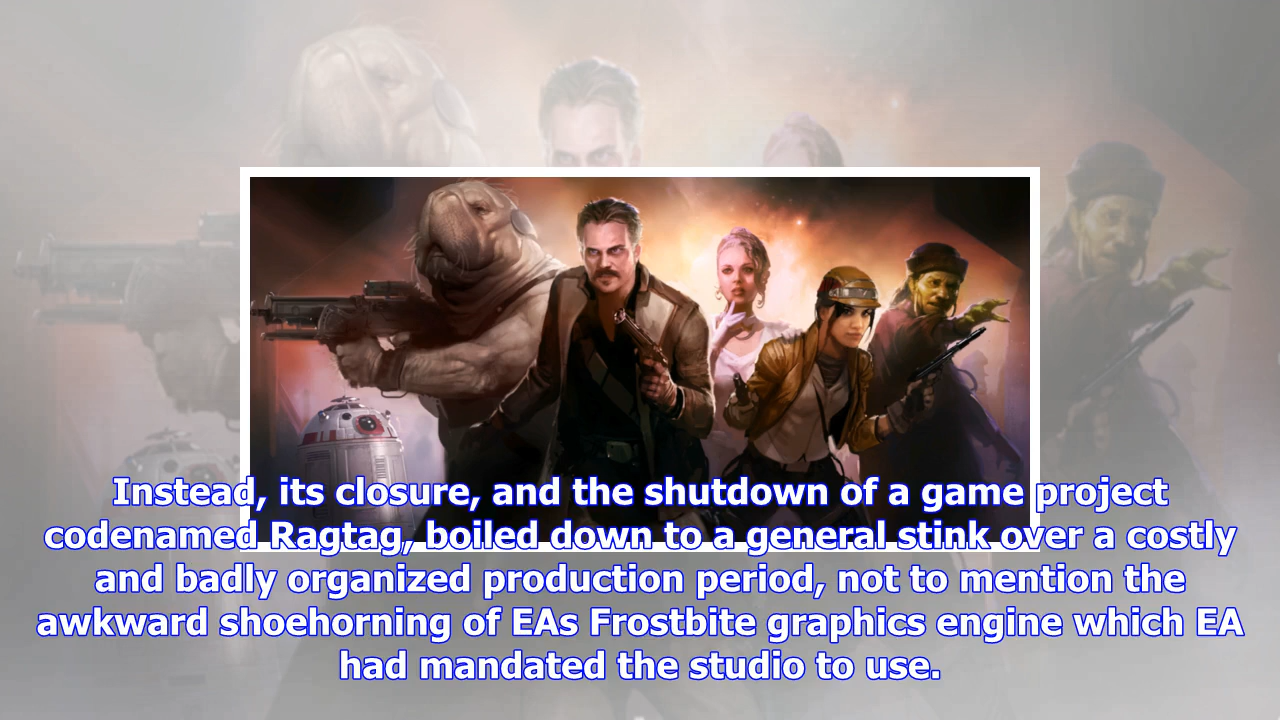 Instead, its closure, and the shutdown of a game project
codenamed Ragtag, boiled down to a general stink over a costly
and badly organized production period, not to mention the
awkward shoehorning of EAs Frostbite graphics engine which EA
had mandated the studio to use.